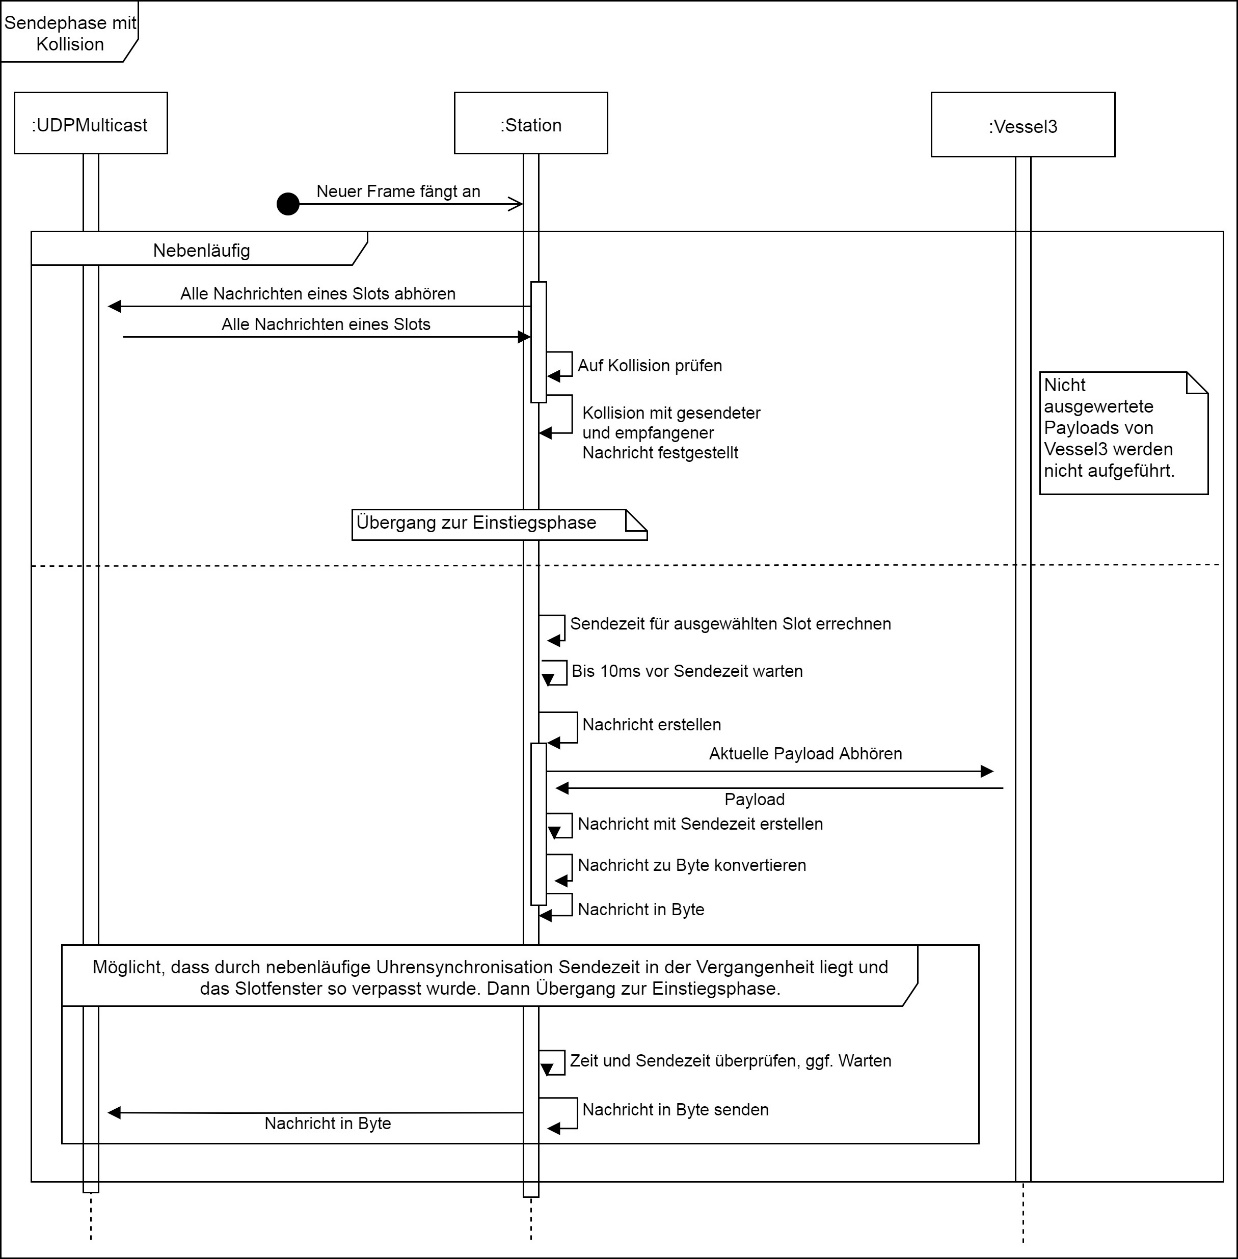 Sendephase mit
Kollision
:UDPMulticast
:Station
:Vessel3
Neuer Frame fängt an
Nebenläufig
Alle Nachrichten eines Slots abhören
Alle Nachrichten eines Slots
Auf Kollision prüfen
Kollision mit gesendeter
und empfangener
Nachricht festgestellt
Nicht
ausgewertete
Payloads von
Vessel3 werden
nicht aufgeführt.
Übergang zur Einstiegsphase
Sendezeit für ausgewählten Slot errechnen
Bis 10ms vor Sendezeit warten
Nachricht erstellen
Aktuelle Payload Abhören
Payload
Nachricht mit Sendezeit erstellen
Nachricht zu Byte konvertieren
Nachricht in Byte
Möglicht, dass durch nebenläufige Uhrensynchronisation Sendezeit in der Vergangenheit liegt und
das Slotfenster so verpasst wurde. Dann Übergang zur Einstiegsphase.
Zeit und Sendezeit überprüfen, ggf. Warten
Nachricht in Byte senden
Nachricht in Byte